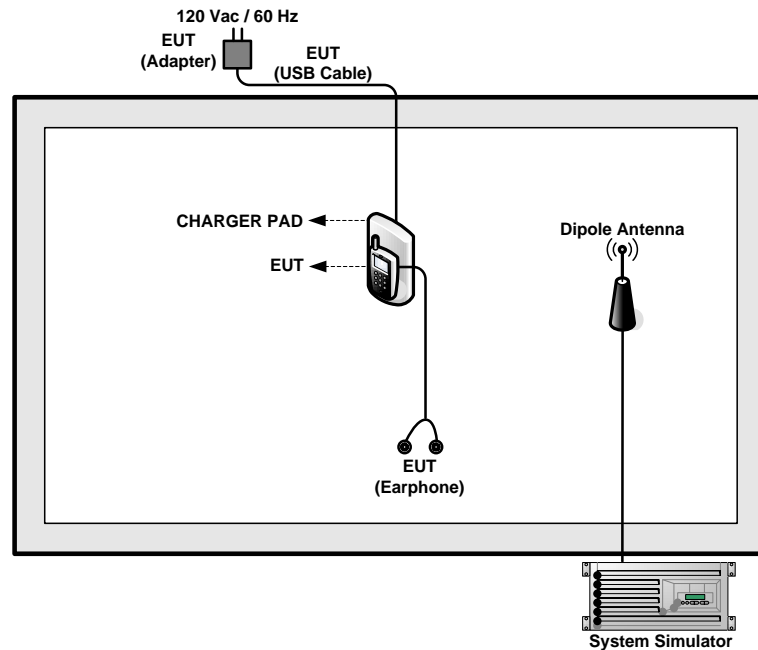 120 Vac / 60 Hz
EUT
(Adapter)
EUT
(USB Cable)
CHARGER PAD
EUT
Dipole Antenna
EUT
(Earphone)
System Simulator